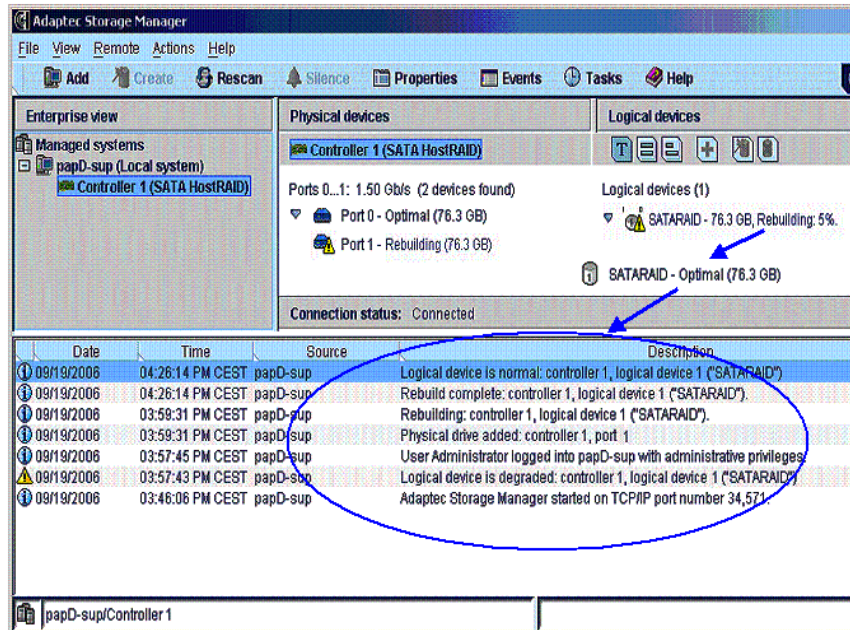 Adaptec Storage Manager
File View Remote Actions Help
Add Create Rescan Silence Properties Events Tasks Help
Enterprise view
Managed systems
papD-sup (Local system)
Controller 1 (SATA HostRAID)
Physical devices
Controller 1 (SATA HostRAID)
Ports 0...1: 1.50 Gb/s (2 devices found)
Port 0 - Optimal (76.3 GB)
Port 1 - Rebuilding (76.3 GB)
Logical devices
T
Logical devices (1)
SATARAID - 76.3 GB, Rebuilding: 5%.
1 SATARAID - Optimal (76.3 GB)
Connection status: Connected
Date Time Source Description
09/19/2006 04:26:14 PM CEST papD-sup Logical device is normal: controller 1, logical device 1 ("SATARAID")
09/19/2006 04:26:14 PM CEST papD-sup Rebuild complete: controller 1, logical device 1 ("SATARAID").
09/19/2006 03:59:31 PM CEST papD-sup Rebuilding: controller 1, logical device 1 ("SATARAID").
09/19/2006 03:59:31 PM CEST papD-sup Physical drive added: controller 1, port 1
09/19/2006 03:57:45 PM CEST papD-sup User Administrator logged into papD-sup with administrative privileges.
09/19/2006 03:57:43 PM CEST papD-sup Logical device is degraded: controller 1, logical device 1 ("SATARAID")
09/19/2006 03:46:06 PM CEST papD-sup Adaptec Storage Manager started on TCP/IP port number 34,571.
papD-sup/Controller 1